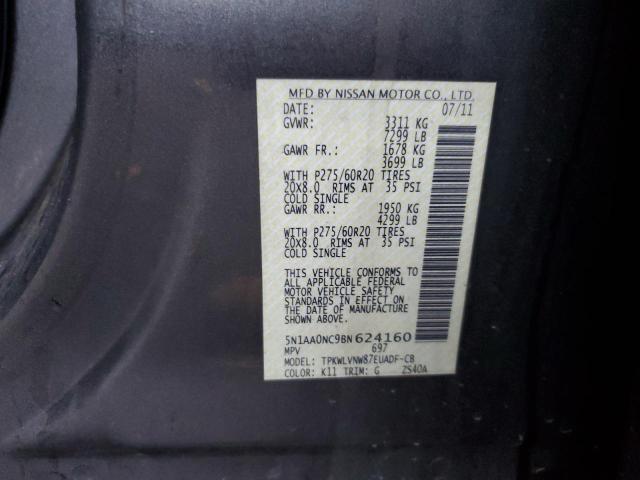 MFD BY NISSAN MOTOR CO., LTD.
DATE: 07/11
GVWR: 3311 KG
7299 LB
GAWR FR.: 1678 KG
3699 LB
WITH P275/60R20 TIRES
20X8.0 RIMS AT 35 PSI
COLD SINGLE
GAWR RR.: 1950 KG
4299 LB
WITH P275/60R20 TIRES
20X8.0 RIMS AT 35 PSI
COLD SINGLE
THIS VEHICLE CONFORMS TO
ALL APPLICABLE FEDERAL
MOTOR VEHICLE SAFETY
STANDARDS IN EFFECT ON
THE DATE OF MANUFACTURE
SHOWN ABOVE.
5N1AA0NC9BN624160
MPV 697
MODEL: TPKWLVNW87EUADF-CB
COLOR: K11 TRIM: G ZS40A